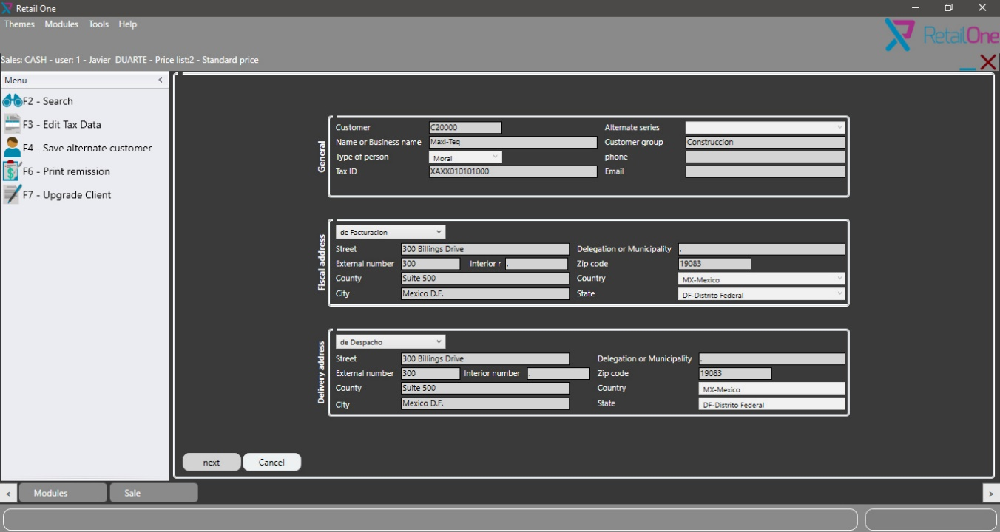 Retail One
Themes Modules Tools Help
RetailOne
Sales: CASH - user: 1 - Javier DUARTE - Price list:2 - Standard price
Menu <
F2 - Search
F3 - Edit Tax Data
F4 - Save alternate customer
F6 - Print remission
F7 - Upgrade Client
General
Customer C20000 Alternate series
Name or Business name Maxi-Teq Customer group Construccion
Type of person Moral phone
Tax ID XAXX010101000 Email
Fiscal address
de Facturacion
Street 300 Billings Drive Delegation or Municipality .
External number 300 Interior r . Zip code 19083
County Suite 500 Country MX-Mexico
City Mexico D.F. State DF-Distrito Federal
Delivery address
de Despacho
Street 300 Billings Drive Delegation or Municipality .
External number 300 Interior number . Zip code 19083
County Suite 500 Country MX-Mexico
City Mexico D.F. State DF-Distrito Federal
next Cancel
< Modules Sale >